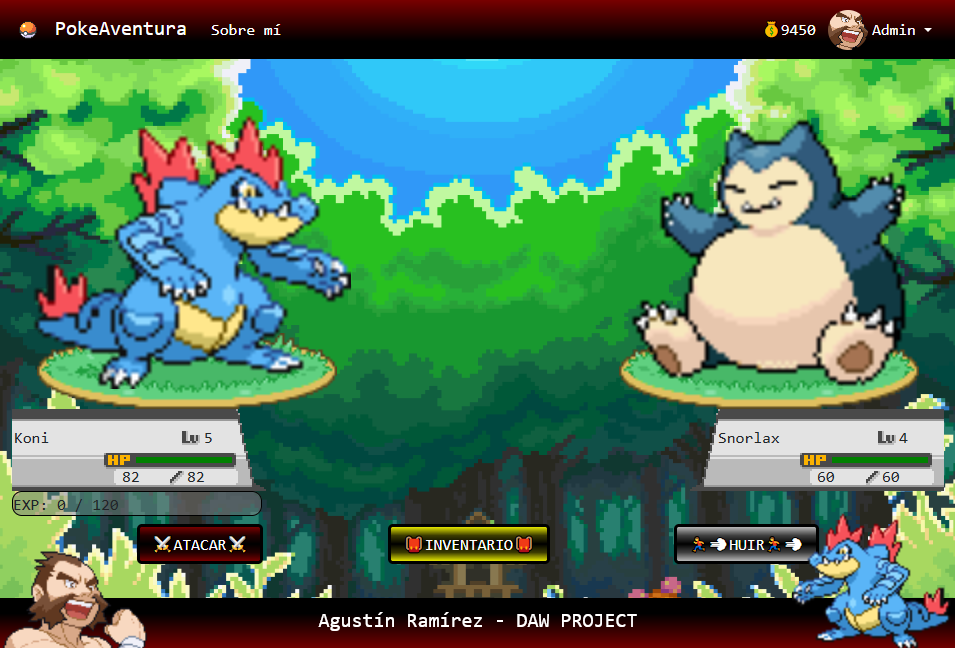 PokeAventura Sobre mí 9450 Admin
Koni Lv 5
HP
82 / 82
EXP: 0 / 120
Snorlax Lv 4
HP
60 / 60
ATACAR INVENTARIO HUIR
Agustín Ramírez - DAW PROJECT